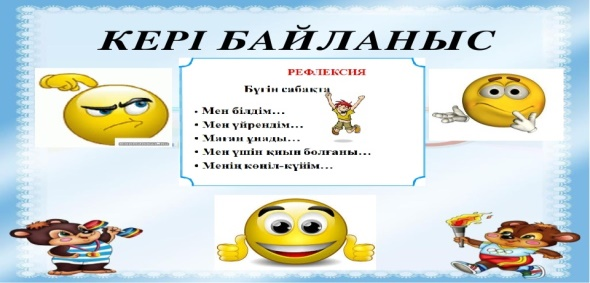 КЕРІ БАЙЛАНЫС
РЕФЛЕКСИЯ
Бүгін сабақта
• Мен білдім...
• Мен үйрендім...
• Маған ұнады...
• Мен үшін қиын болғаны...
• Менің көңіл-күйім...